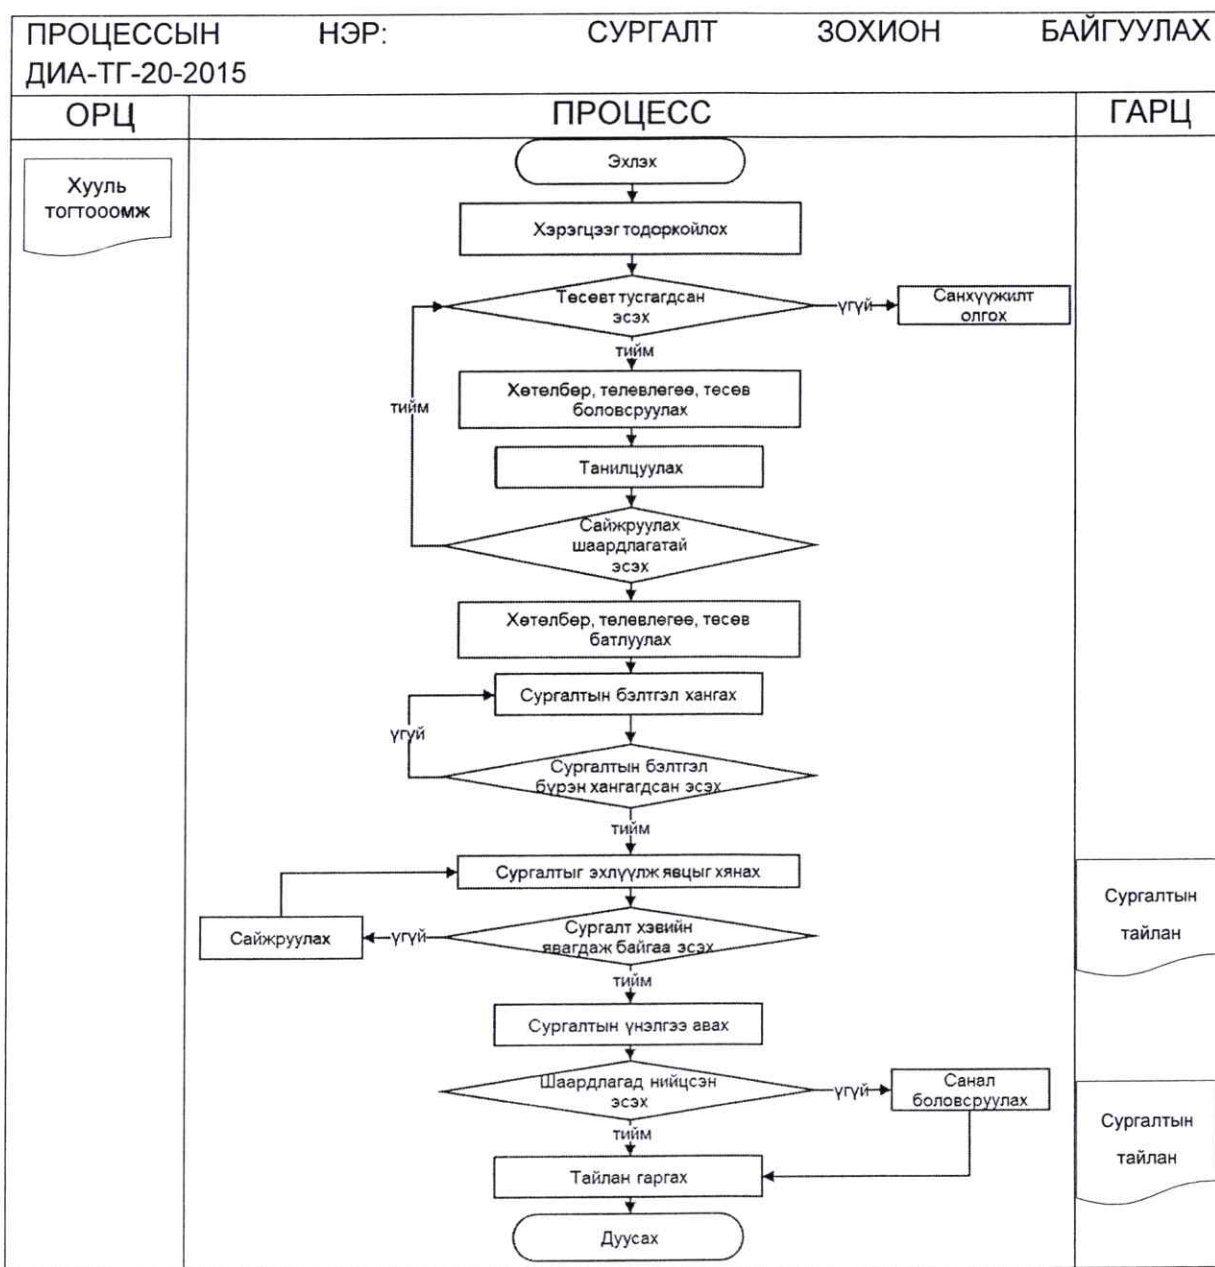 ПРОЦЕССЫН НЭР: СУРГАЛТ ЗОХИОН БАЙГУУЛАХ
ДИА-ТГ-20-2015
ОРЦ
ПРОЦЕСС
ГАРЦ
Хууль
тогтооомж
Эхлэх
Хэрэгцээг тодоркойлох
Төсөвт тусгагдсан
эсэх
үгүй
Санхүүжилт
олгох
тийм
Хөтөлбөр, төлөвлөгөө, төсөв
боловсруулах
тийм
Танилцуулах
Сайжруулах
шаардлагатай
эсэх
Хөтөлбөр, төлөвлөгөө, төсөв
батлуулах
Сургалтын бэлтгэл хангах
үгүй
Сургалтын бэлтгэл
бүрэн хангагдсан эсэх
тийм
Сургалтыг эхлүүлж явцыг хянах
Сургалтын
тайлан
Сайжруулах
үгүй
Сургалт хэвийн
явагдаж байгаа эсэх
тийм
Сургалтын үнэлгээ авах
Шаардлагад нийцсэн
эсэх
үгүй
Санал
боловсруулах
тийм
Сургалтын
тайлан
Тайлан гаргах
Дуусах